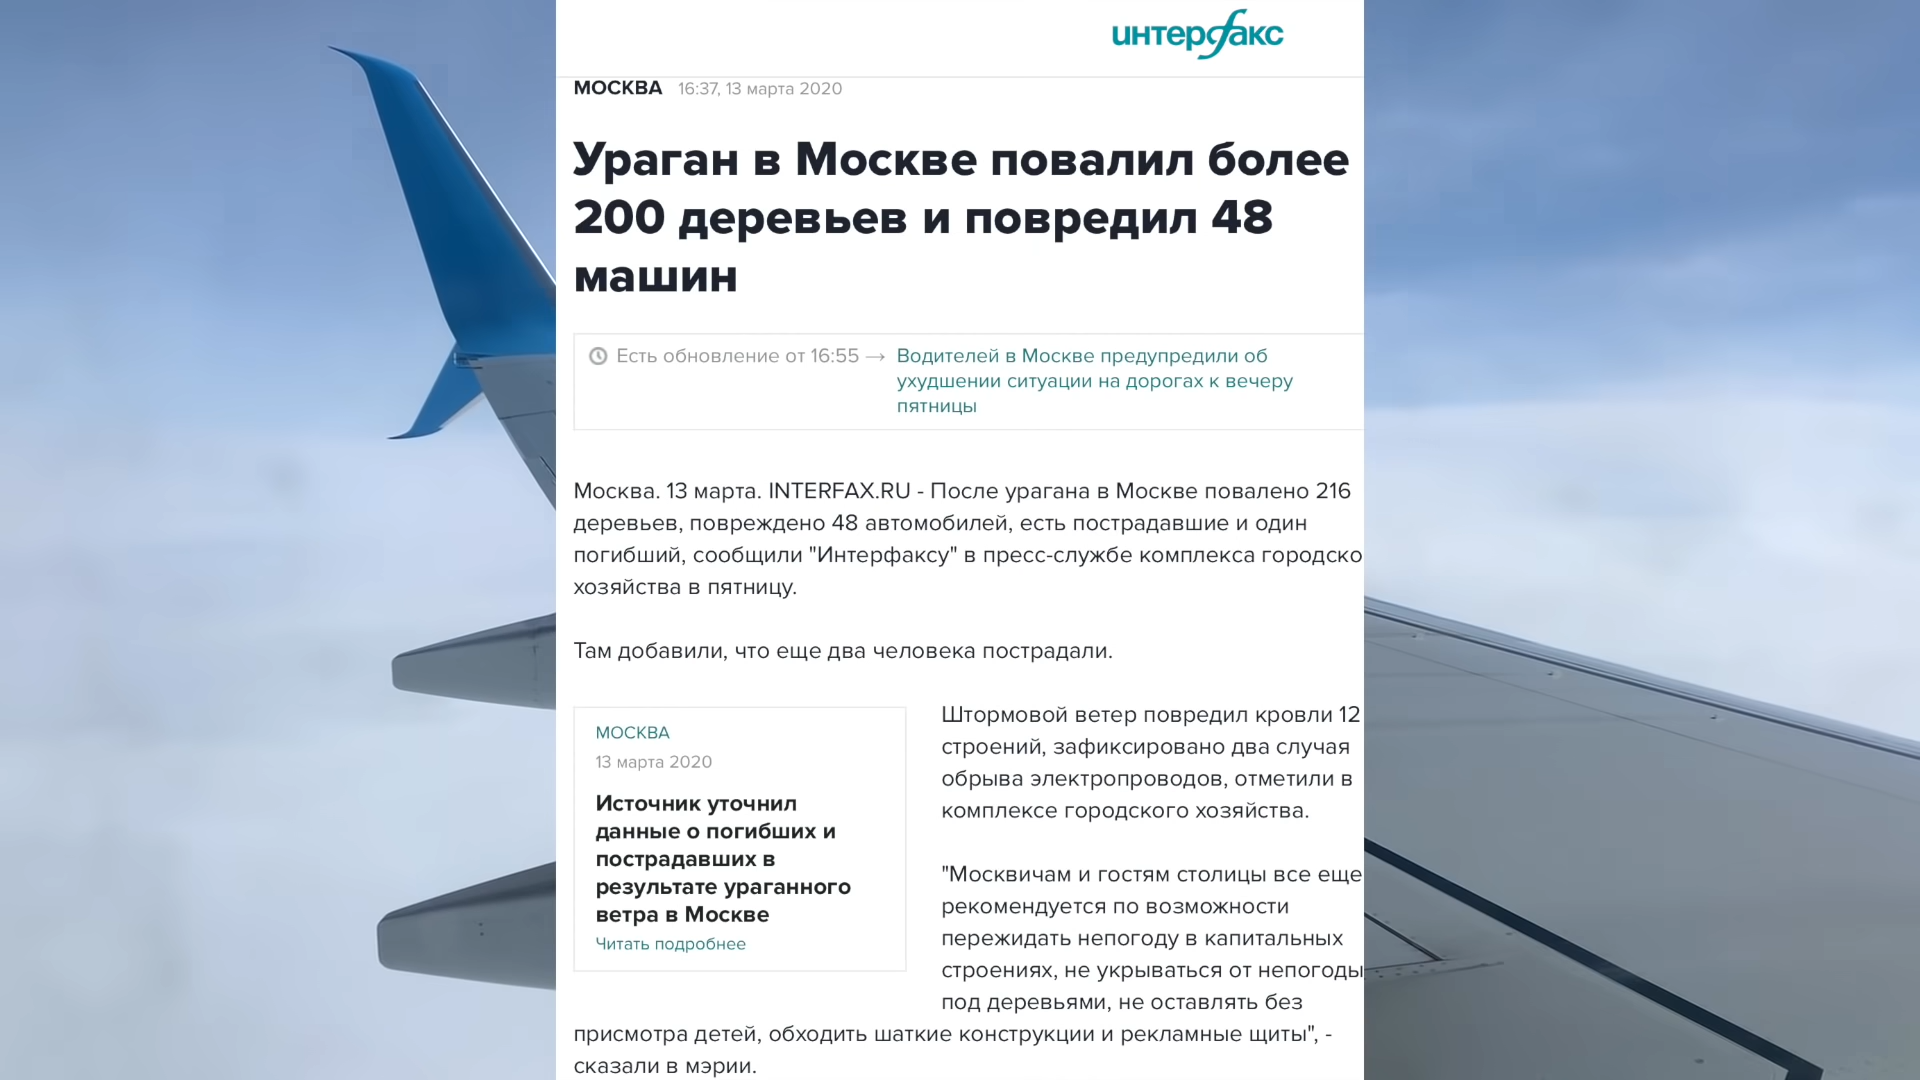 интерфакс
МОСКВА 16:37, 13 марта 2020
Ураган в Москве повалил более
200 деревьев и повредил 48
машин
Есть обновление от 16:55 → Водителей в Москве предупредили об
ухудшении ситуации на дорогах к вечеру
пятницы
Москва. 13 марта. INTERFAX.RU - После урагана в Москве повалено 216
деревьев, повреждено 48 автомобилей, есть пострадавшие и один
погибший, сообщили "Интерфаксу" в пресс-службе комплекса городско
хозяйства в пятницу.
Там добавили, что еще два человека пострадали.
МОСКВА
13 марта 2020
Источник уточнил
данные о погибших и
пострадавших в
результате ураганного
ветра в Москве
Читать подробнее
Штормовой ветер повредил кровли 12
строений, зафиксировано два случая
обрыва электропроводов, отметили в
комплексе городского хозяйства.
"Москвичам и гостям столицы все еще
рекомендуется по возможности
пережидать непогоду в капитальных
строениях, не укрываться от непогоды
под деревьями, не оставлять без
присмотра детей, обходить шаткие конструкции и рекламные щиты", -
сказали в мэрии.